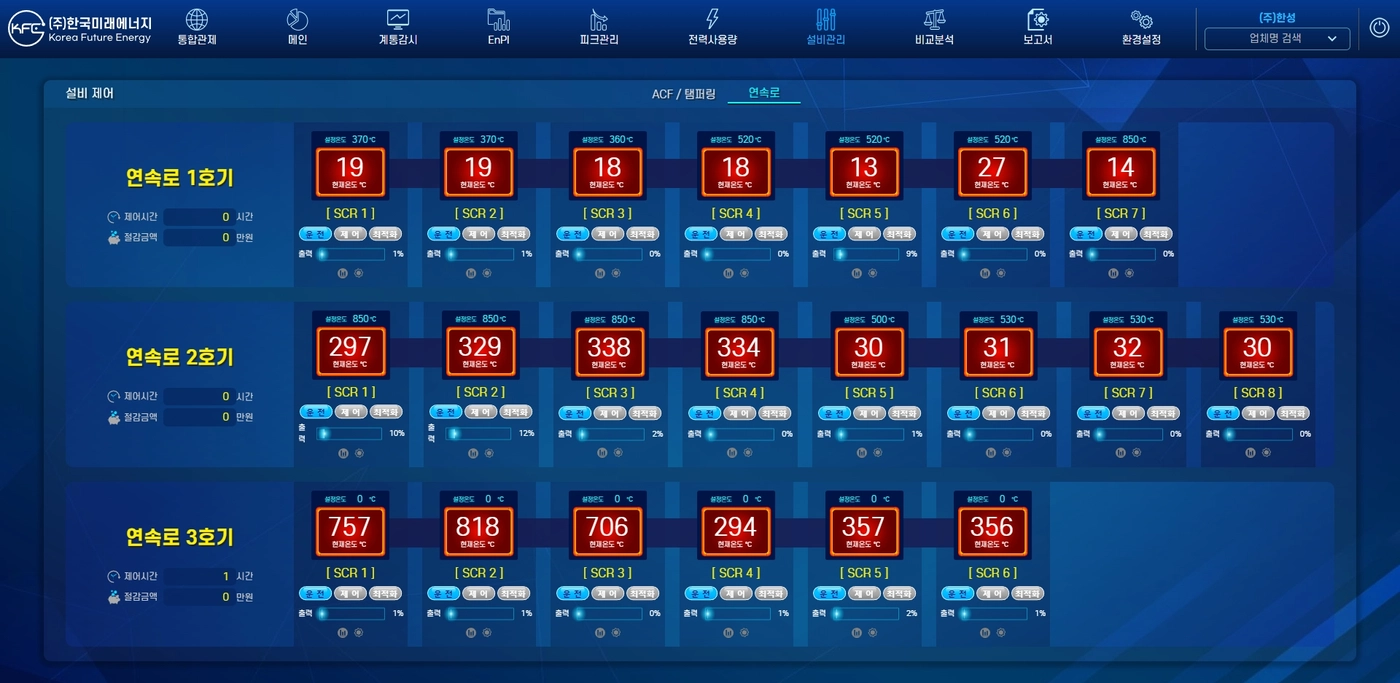 KFE (주)한국미래에너지
Korea Future Energy
통합관제 메인 계통감시 EnPI 피크관리 전력사용량 설비관리 비교분석 보고서 환경설정
(주)한성
업체명 검색
설비 제어 ACF / 탬퍼링 연속로
설정온도 370 ℃ 설정온도 370 ℃ 설정온도 360 ℃ 설정온도 520 ℃ 설정온도 520 ℃ 설정온도 520 ℃ 설정온도 850 ℃
19 19 18 18 13 27 14
현재온도 ℃ 현재온도 ℃ 현재온도 ℃ 현재온도 ℃ 현재온도 ℃ 현재온도 ℃ 현재온도 ℃
연속로 1호기
[ SCR 1 ] [ SCR 2 ] [ SCR 3 ] [ SCR 4 ] [ SCR 5 ] [ SCR 6 ] [ SCR 7 ]
제어시간 0 시간
운 전 제 어 최적화 운 전 제 어 최적화 운 전 제 어 최적화 운 전 제 어 최적화 운 전 제 어 최적화 운 전 제 어 최적화 운 전 제 어 최적화
절감금액 0 만원
출력 1% 출력 1% 출력 0% 출력 0% 출력 9% 출력 0% 출력 0%
설정온도 850 ℃ 설정온도 850 ℃ 설정온도 850 ℃ 설정온도 850 ℃ 설정온도 500 ℃ 설정온도 530 ℃ 설정온도 530 ℃ 설정온도 530 ℃
297 329 338 334 30 31 32 30
현재온도 ℃ 현재온도 ℃ 현재온도 ℃ 현재온도 ℃ 현재온도 ℃ 현재온도 ℃ 현재온도 ℃ 현재온도 ℃
연속로 2호기
[ SCR 1 ] [ SCR 2 ] [ SCR 3 ] [ SCR 4 ] [ SCR 5 ] [ SCR 6 ] [ SCR 7 ] [ SCR 8 ]
제어시간 0 시간
운 전 제 어 최적화 운 전 제 어 최적화 운 전 제 어 최적화 운 전 제 어 최적화 운 전 제 어 최적화 운 전 제 어 최적화 운 전 제 어 최적화 운 전 제 어 최적화
절감금액 0 만원
출력 10% 출력 12% 출력 2% 출력 0% 출력 1% 출력 0% 출력 0% 출력 0%
설정온도 0 ℃ 설정온도 0 ℃ 설정온도 0 ℃ 설정온도 0 ℃ 설정온도 0 ℃ 설정온도 0 ℃
757 818 706 294 357 356
현재온도 ℃ 현재온도 ℃ 현재온도 ℃ 현재온도 ℃ 현재온도 ℃ 현재온도 ℃
연속로 3호기
[ SCR 1 ] [ SCR 2 ] [ SCR 3 ] [ SCR 4 ] [ SCR 5 ] [ SCR 6 ]
제어시간 1 시간
운 전 제 어 최적화 운 전 제 어 최적화 운 전 제 어 최적화 운 전 제 어 최적화 운 전 제 어 최적화 운 전 제 어 최적화
절감금액 0 만원
출력 1% 출력 1% 출력 0% 출력 1% 출력 2% 출력 1%